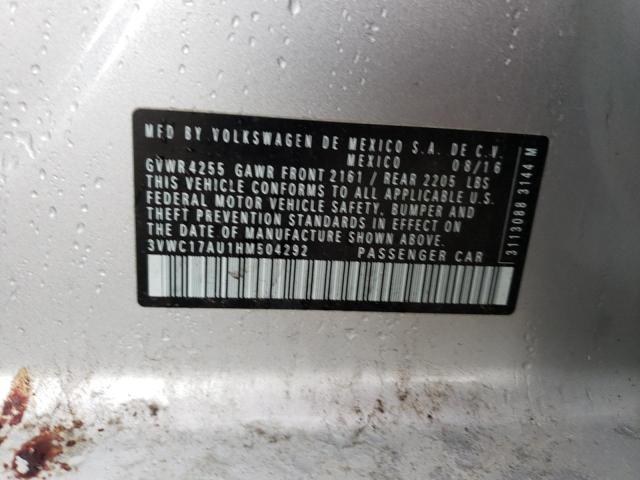 MFD BY VOLKSWAGEN DE MEXICO S.A. DE C.V.
MEXICO 08/16
GVWR 4255 GAWR FRONT 2161 / REAR 2205 LBS
THIS VEHICLE CONFORMS TO ALL APPLICABLE U.S.
FEDERAL MOTOR VEHICLE SAFETY, BUMPER AND
THEFT PREVENTION STANDARDS IN EFFECT ON
THE DATE OF MANUFACTURE SHOWN ABOVE.
3VWC17AU1HM504292 PASSENGER CAR
3113088 3144 M